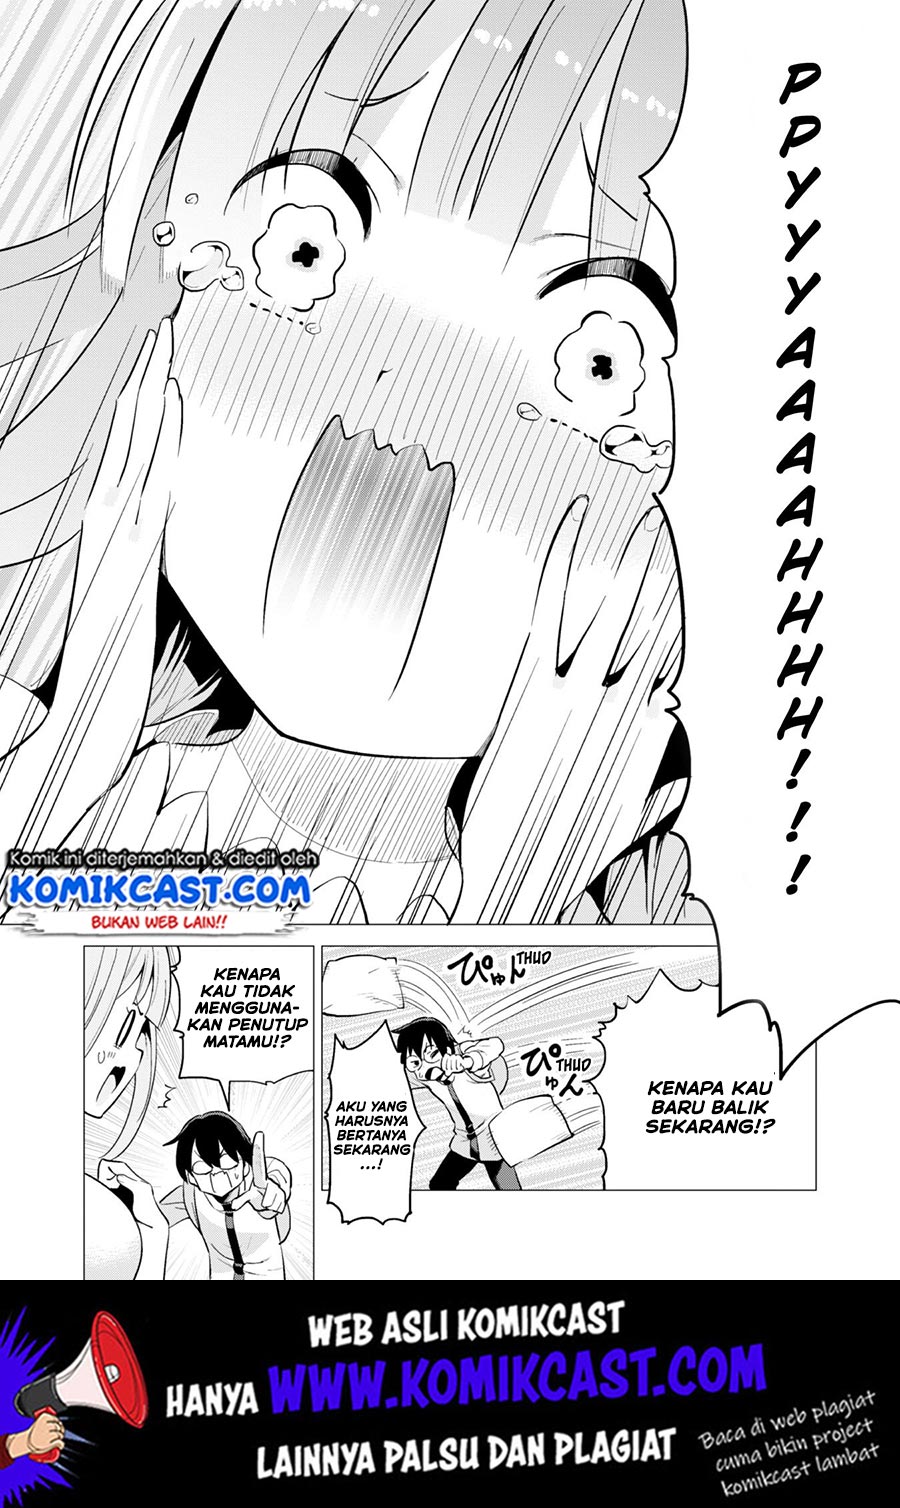 PPYYYAAAAHHHH!!!
Komik ini diterjemahkan & diedit oleh
KOMIKCAST.COM
BUKAN WEB LAIN!!
KENAPA KAU
BARU BALIK
SEKARANG!?
ぴゅん
THUD
ぴゅん
THUD
AKU YANG
HARUSNYA
BERTANYA
SEKARANG
...!
KENAPA
KAU TIDAK
MENGGUNA-
KAN PENUTUP
MATAMU!?
WEB ASLI KOMIKCAST
HANYA WWW.KOMIKCAST.COM
LAINNYA PALSU DAN PLAGIAT
Baca di web plagiat
cuma bikin project
komikcast lambat